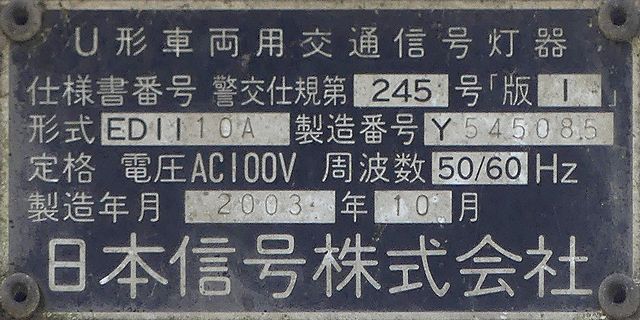 U形車両用交通信号灯器
仕様書番号 警交仕規第 245 号「版 1 」
形式 ED1110A 製造番号 Y545085
定格 電圧AC100V 周波数 50/60 Hz
製造年月 2003 年 10 月
日本信号株式会社